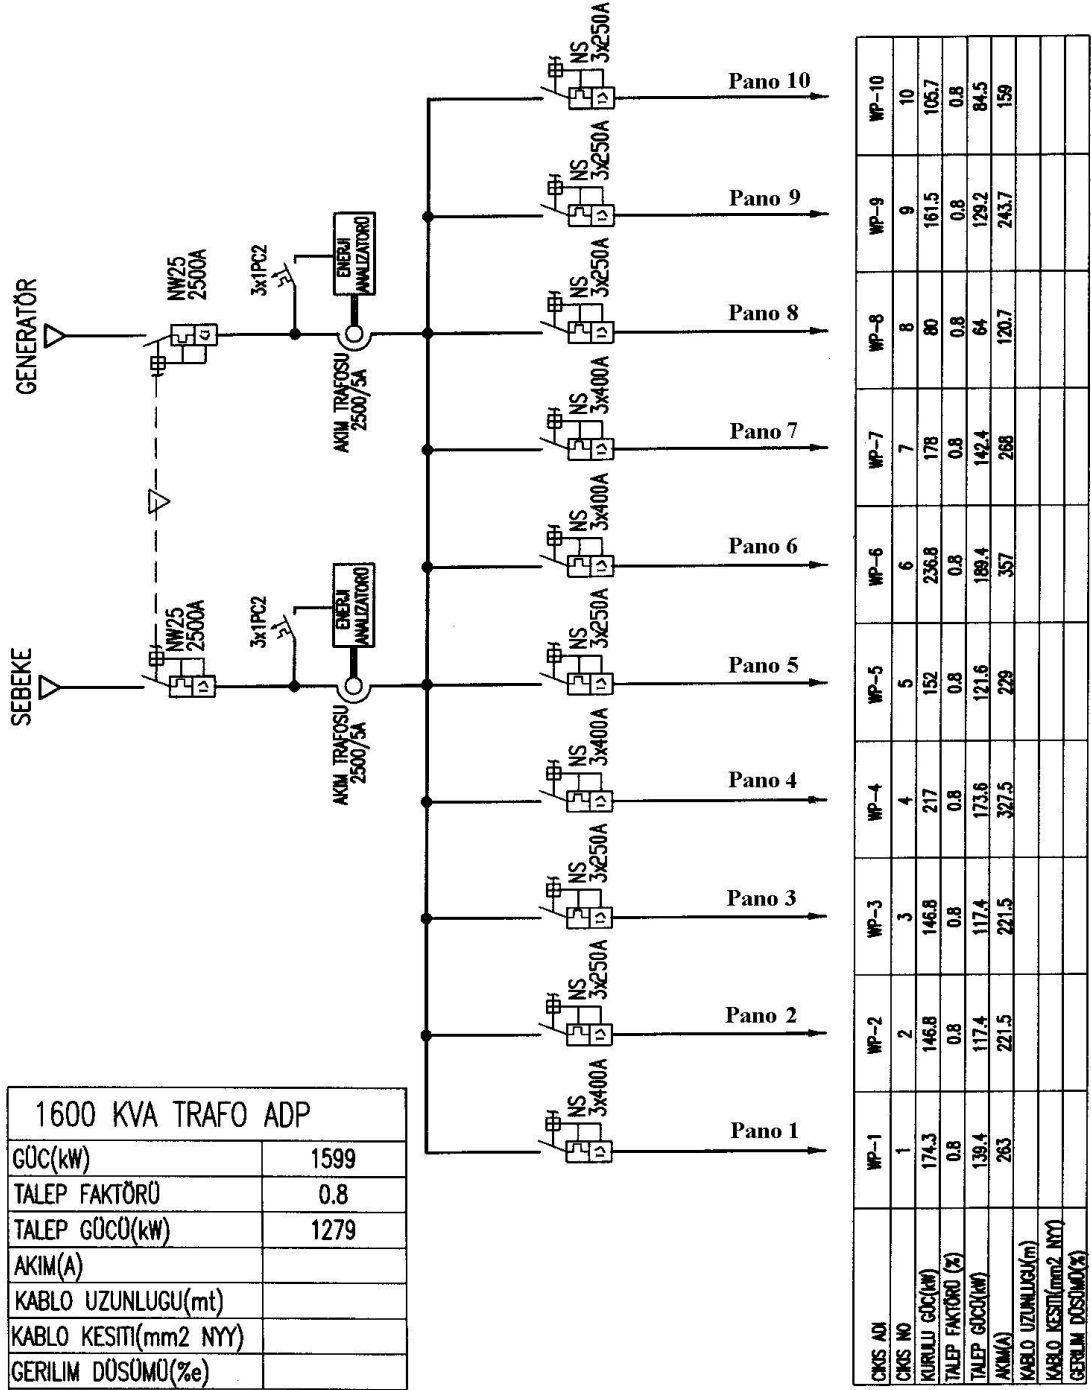 GENERATÖR
NW25
2500A
3x1PC2
ENERJI
ANALIZATORÜ
AKIM TRAFOSU
2500/5A
SEBEKE
NW25
2500A
3x1PC2
ENERJI
ANALIZATORÜ
AKIM TRAFOSU
2500/5A
NS
3x250A
Pano 10
NS
3x250A
Pano 9
NS
3x250A
Pano 8
NS
3x400A
Pano 7
NS
3x400A
Pano 6
NS
3x250A
Pano 5
NS
3x400A
Pano 4
NS
3x250A
Pano 3
NS
3x250A
Pano 2
NS
3x400A
Pano 1
1600 KVA TRAFO ADP
GÜC(kW) 1599
TALEP FAKTÖRÜ 0.8
TALEP GÜCÜ(kW) 1279
AKIM(A)
KABLO UZUNLUGU(mt)
KABLO KESITI(mm2 NYY)
GERILIM DÜSÜMÜ(%e)
CIKIS ADI WP-1 WP-2 WP-3 WP-4 WP-5 WP-6 WP-7 WP-8 WP-9 WP-10
CIKIS NO 1 2 3 4 5 6 7 8 9 10
KURULU GÜC(kW) 174.3 146.8 146.8 217 152 236.8 178 80 161.5 105.7
TALEP FAKTÖRÜ (%) 0.8 0.8 0.8 0.8 0.8 0.8 0.8 0.8 0.8 0.8
TALEP GÜCÜ(kW) 139.4 117.4 117.4 173.6 121.6 189.4 142.4 64 129.2 84.5
AKIM(A) 263 221.5 221.5 327.5 229 357 268 120.7 243.7 159
KABLO UZUNLUGU(m)
KABLO KESITI(mm2 NYY)
GERILIM DÜSÜMÜ(%)